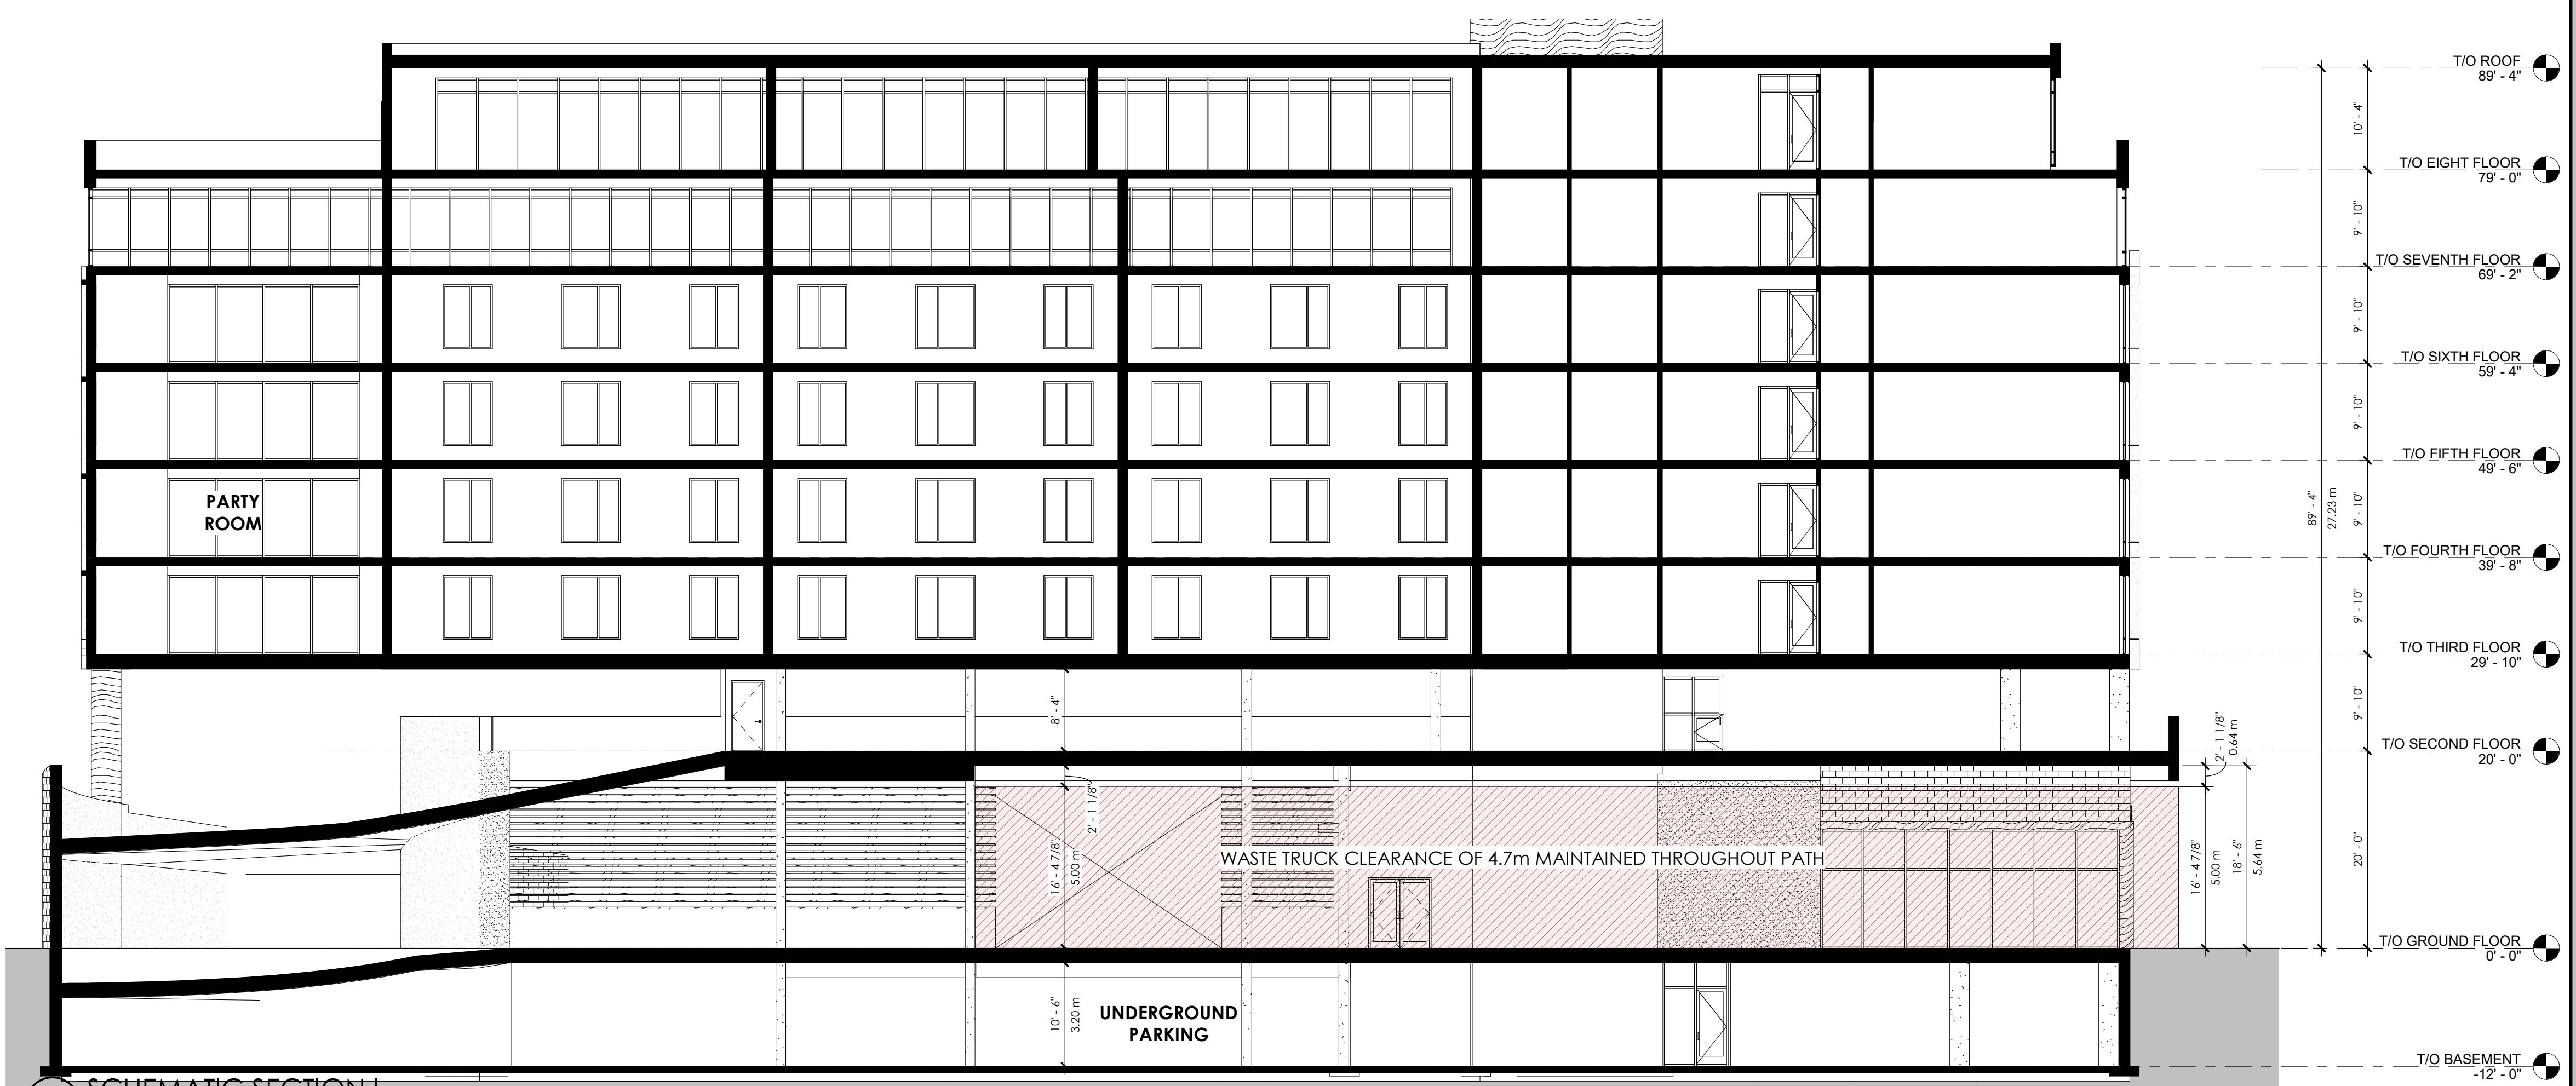 T/O ROOF
89' - 4"
10' - 4"
T/O EIGHT FLOOR
79' - 0"
9' - 10"
T/O SEVENTH FLOOR
69' - 2"
9' - 10"
T/O SIXTH FLOOR
59' - 4"
9' - 10"
T/O FIFTH FLOOR
49' - 6"
PARTY
ROOM
89' - 4"
27.23 m
9' - 10"
T/O FOURTH FLOOR
39' - 8"
9' - 10"
T/O THIRD FLOOR
29' - 10"
8' - 4"
9' - 10"
2' - 1 1/8"
0.64 m
T/O SECOND FLOOR
20' - 0"
2' - 1 1/8"
WASTE TRUCK CLEARANCE OF 4.7m MAINTAINED THROUGHOUT PATH
16' - 4 7/8"
5.00 m
16' - 4 7/8"
5.00 m
18' - 6"
5.64 m
20' - 0"
T/O GROUND FLOOR
0' - 0"
10' - 6"
3.20 m
UNDERGROUND
PARKING
T/O BASEMENT
-12' - 0"
SCHEMATIC SECTION